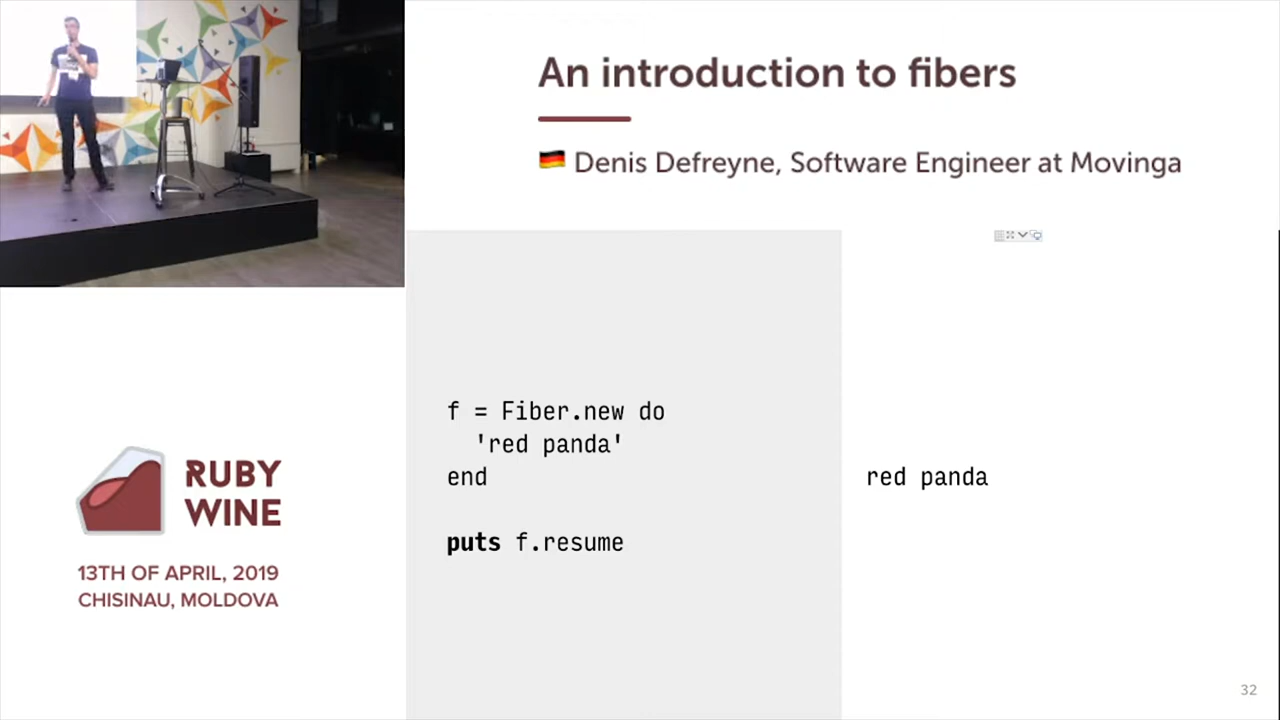 An introduction to fibers
🇩🇪 Denis Defreyne, Software Engineer at Movinga
f = Fiber.new do
  'red panda'
end
puts f.resume
red panda
RUBY
WINE
13TH OF APRIL, 2019
CHISINAU, MOLDOVA
32